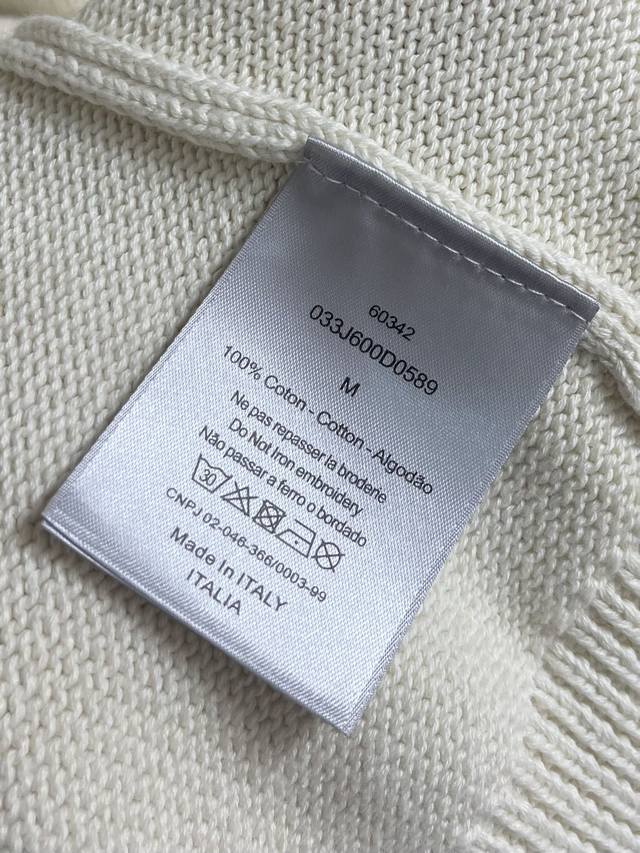 60342
033J600D0589
M
100% Coton - Cotton - Algodão
Ne pas repasser la broderie
Do Not Iron embroidery
Não passar a ferro o bordado
30
CNPJ 02-046-366/0003-99
Made In ITALY
ITALIA